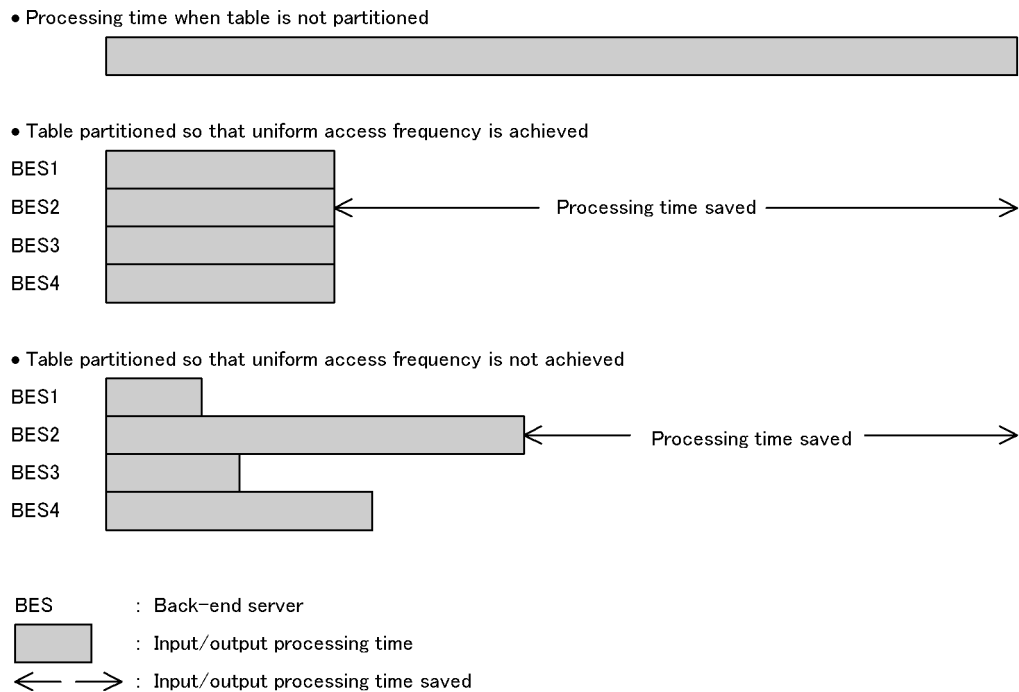 • Processing time when table is not partitioned
• Table partitioned so that uniform access frequency is achieved
BES1
BES2
Processing time saved
BES3
BES4
• Table partitioned so that uniform access frequency is not achieved
BES1
BES2
Processing time saved
BES3
BES4
BES : Back-end server
: Input/output processing time
: Input/output processing time saved